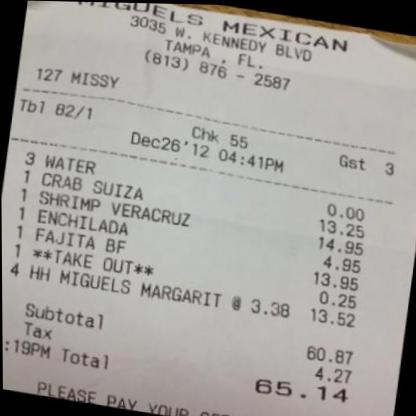 MIGUELS MEXICAN
3035 W. KENNEDY BLVD
TAMPA , FL.
(813) 876 - 2587
127 MISSY
Tbl 82/1 Chk 55 Gst 3
Dec26'12 04:41PM
3 WATER 0.00
1 CRAB SUIZA 13.25
1 SHRIMP VERACRUZ 14.95
1 ENCHILADA 4.95
1 FAJITA BF 13.95
1 **TAKE OUT** 0.25
4 HH MIGUELS MARGARIT @ 3.38 13.52
Subtotal 60.87
Tax 4.27
:19PM Total 65.14
PLEASE PAY YOUR